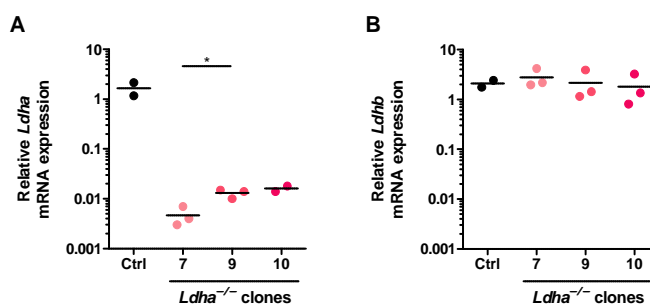 A
Relative Ldha
mRNA expression
10
1
0.1
0.01
0.001
*
Ctrl 7 9 10
Ldha−/− clones
B
Relative Ldhb
mRNA expression
10
1
0.1
0.01
0.001
Ctrl 7 9 10
Ldha−/− clones